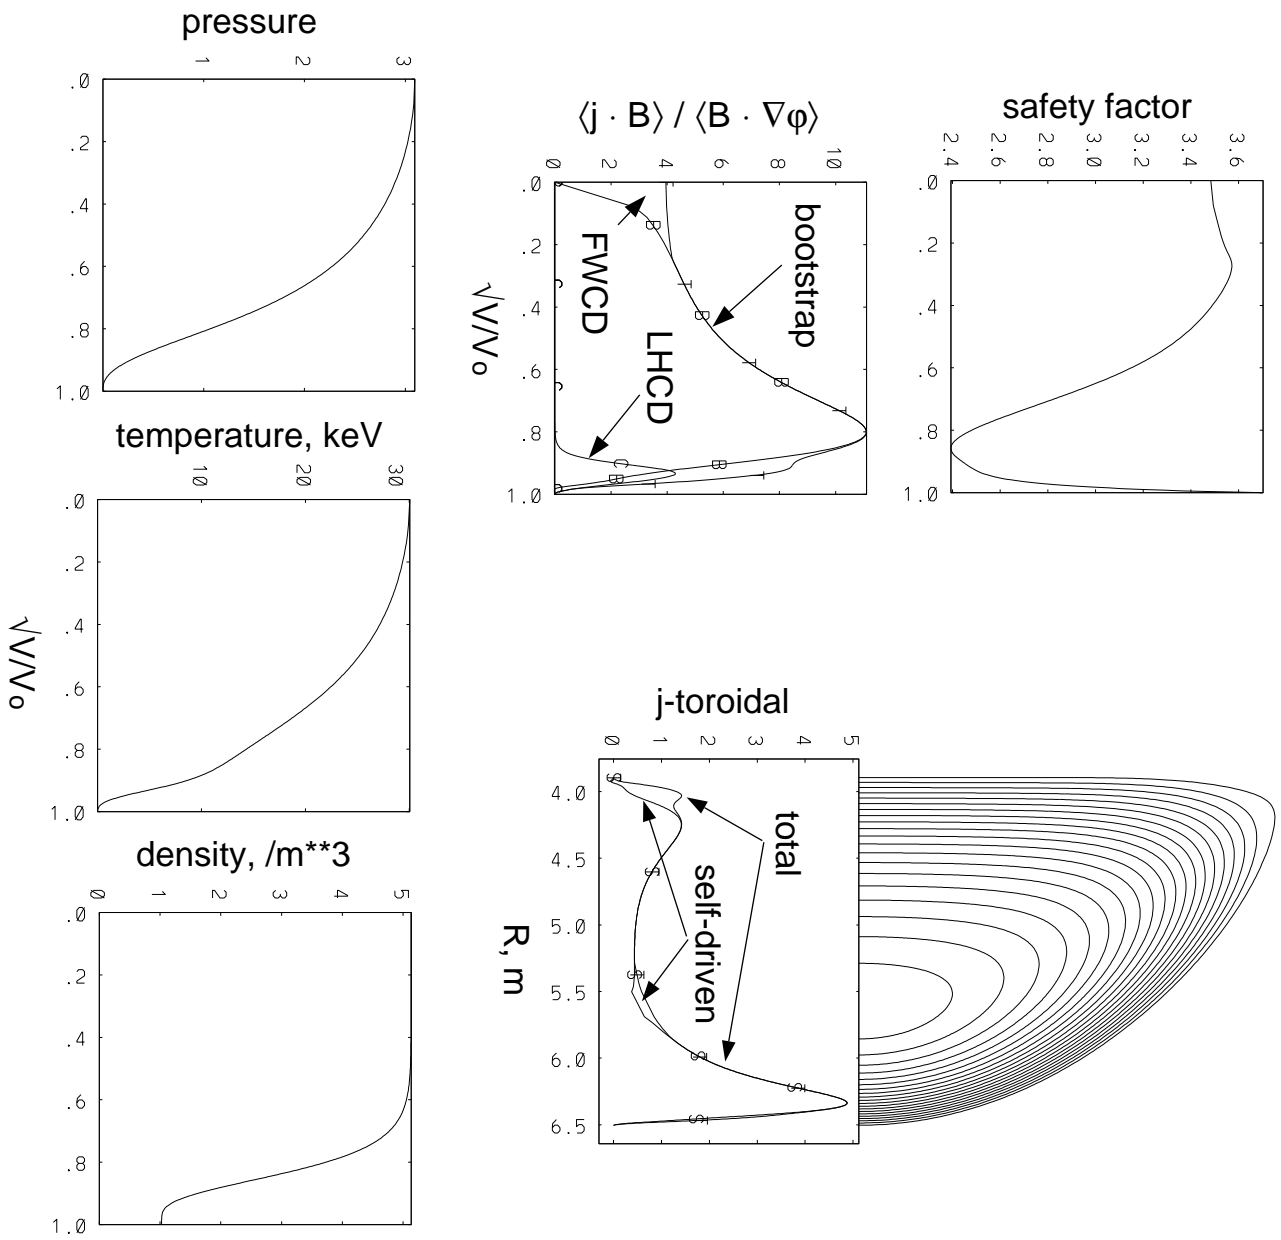 pressure
1 2 3
.0 .2 .4 .6 .8 1.0
temperature, keV
10 20 30
.0 .2 .4 .6 .8 1.0
√V/V₀
density, /m**3
0 1 2 3 4 5
.0 .2 .4 .6 .8 1.0
⟨j · B⟩ / ⟨B · ∇φ⟩
0 2 4 6 8 10
.0 .2 .4 .6 .8 1.0
bootstrap
FWCD
LHCD
B T B T B T C B B T C
√V/V₀
safety factor
2.4 2.6 2.8 3.0 3.2 3.4 3.6
.0 .2 .4 .6 .8 1.0
j-toroidal
0 1 2 3 4 5
4.0 4.5 5.0 5.5 6.0 6.5
total
self-driven
S T S T S T S T S T
R, m